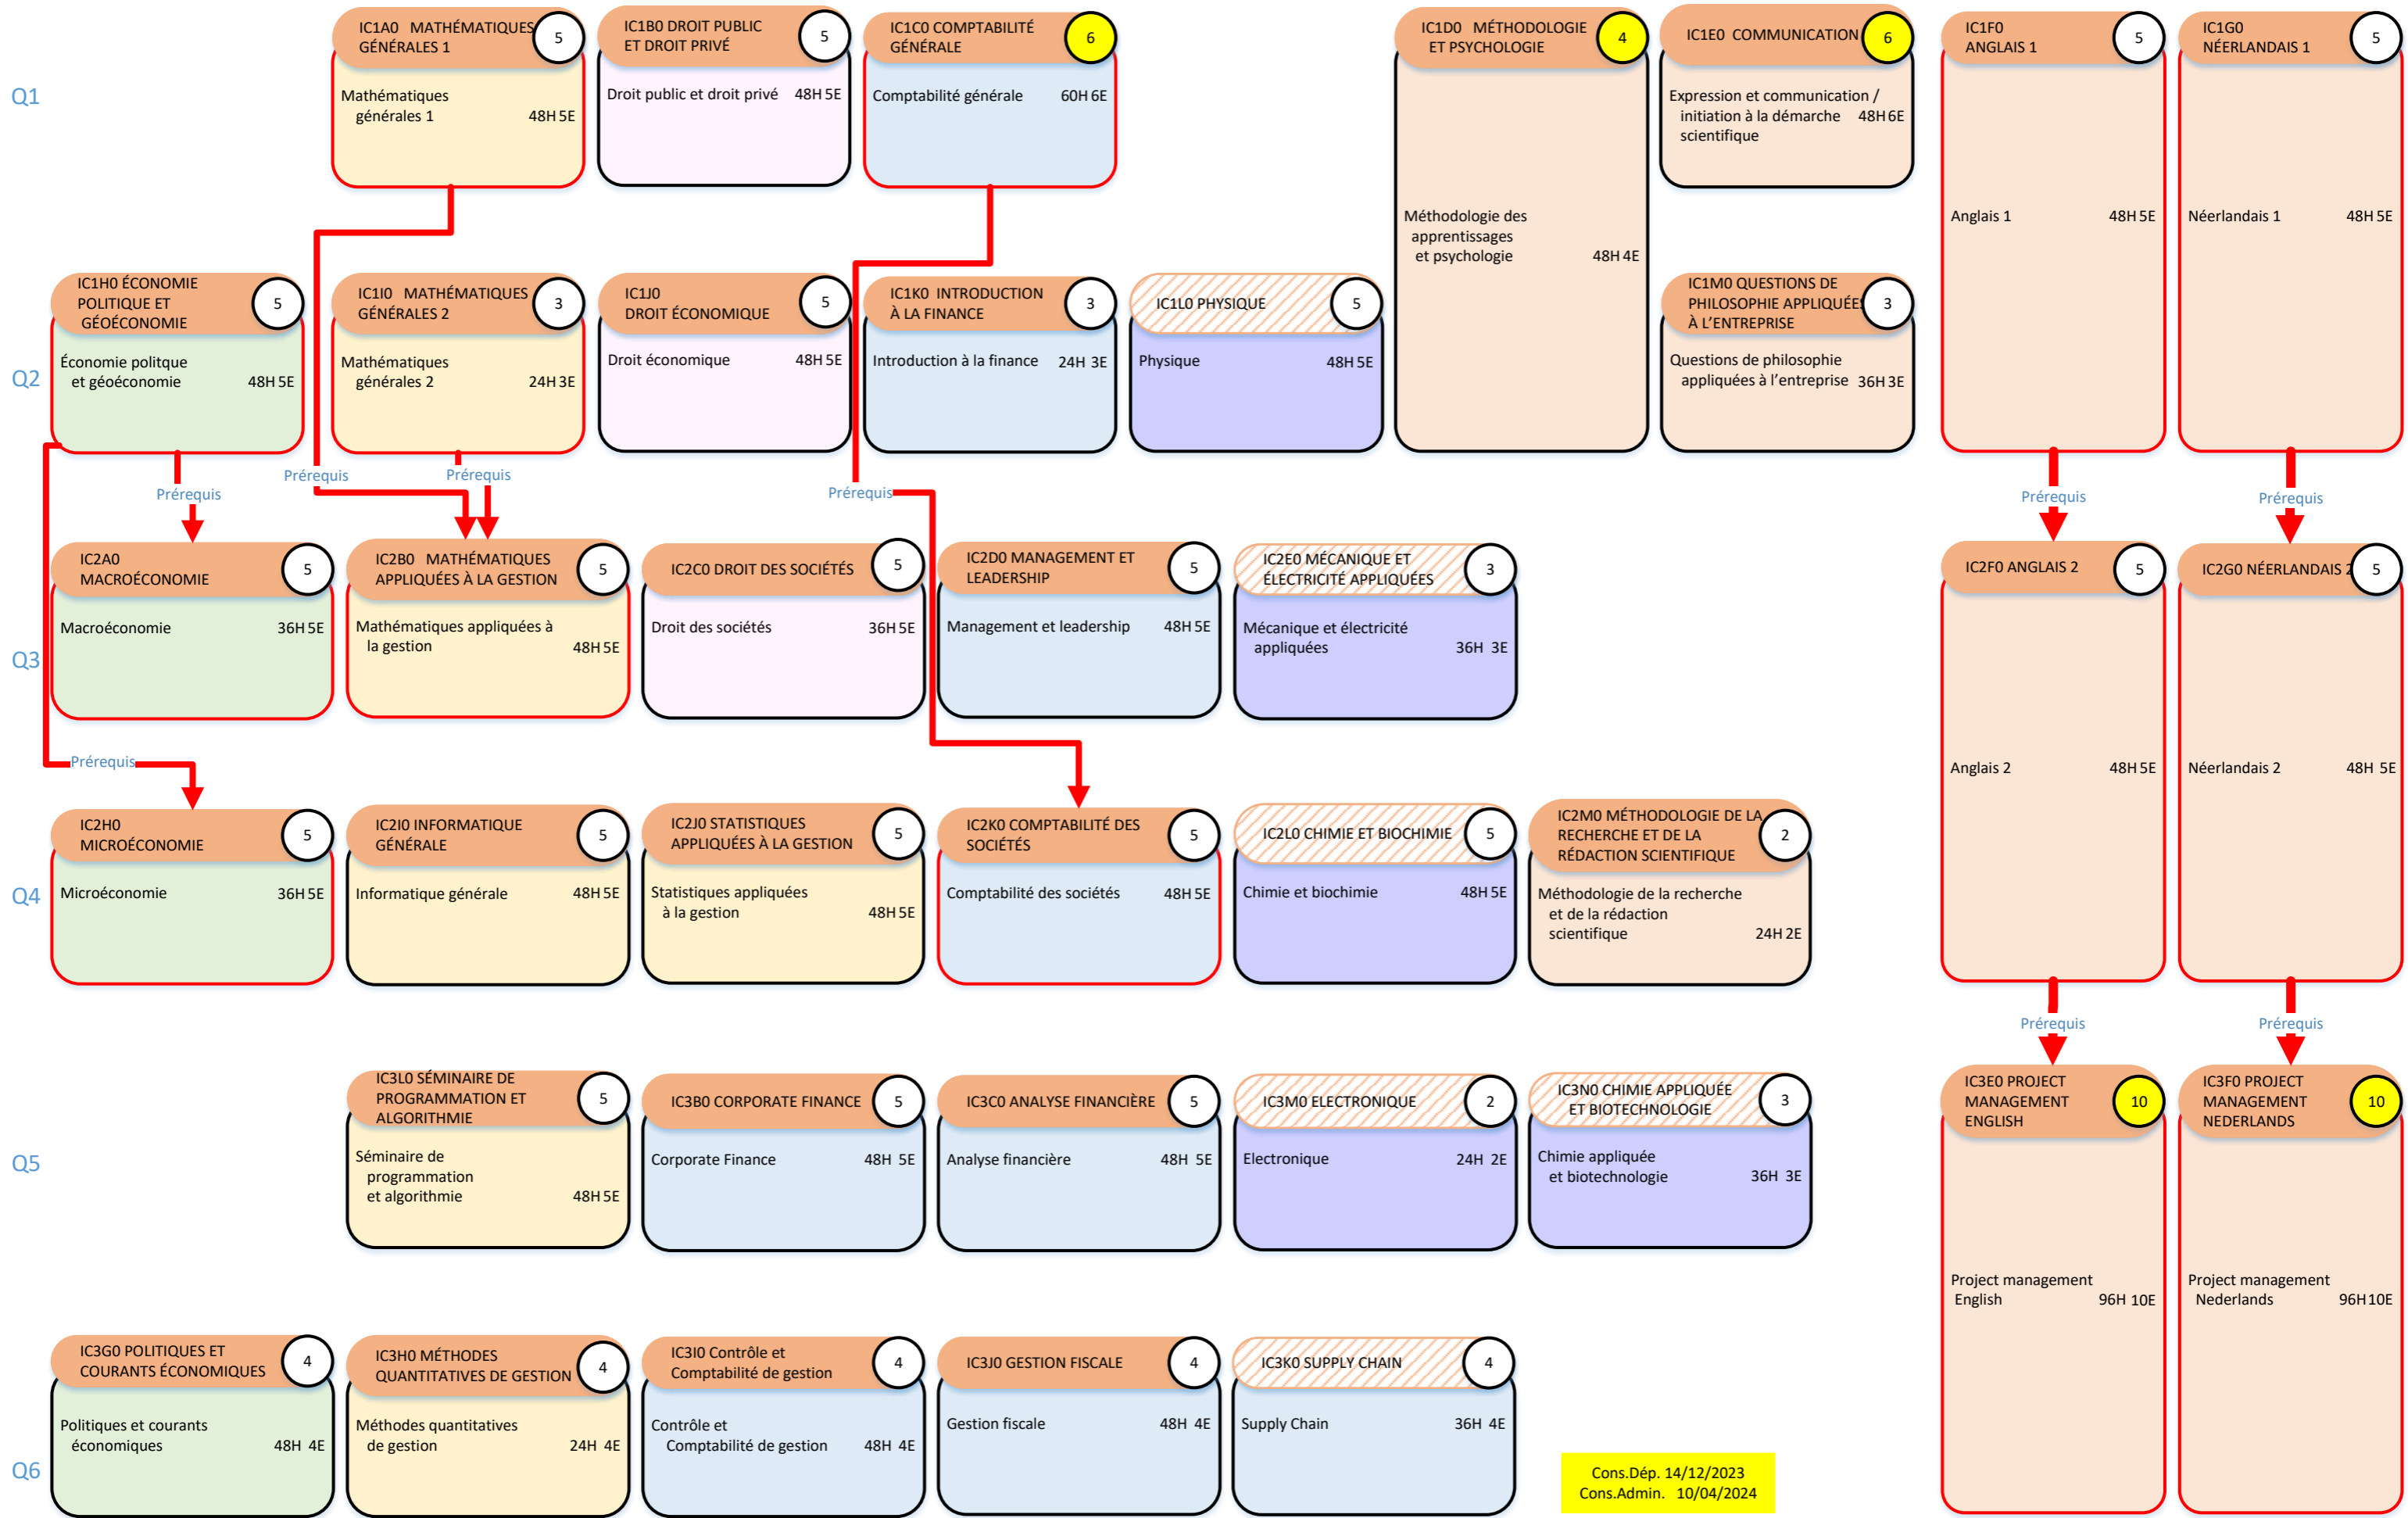 Q1
IC1A0 MATHÉMATIQUES
GÉNÉRALES 1
5
Mathématiques
générales 1 48H 5E
IC1B0 DROIT PUBLIC
ET DROIT PRIVÉ
5
Droit public et droit privé 48H 5E
IC1C0 COMPTABILITÉ
GÉNÉRALE
6
Comptabilité générale 60H 6E
IC1D0 MÉTHODOLOGIE
ET PSYCHOLOGIE
4
Méthodologie des
apprentissages
et psychologie 48H 4E
IC1E0 COMMUNICATION
6
Expression et communication /
initiation à la démarche 48H 6E
scientifique
IC1F0
ANGLAIS 1
5
Anglais 1 48H 5E
IC1G0
NÉERLANDAIS 1
5
Néerlandais 1 48H 5E
Q2
IC1H0 ÉCONOMIE
POLITIQUE ET
GÉOÉCONOMIE
5
Économie politque
et géoéconomie 48H 5E
IC1I0 MATHÉMATIQUES
GÉNÉRALES 2
3
Mathématiques
générales 2 24H 3E
IC1J0
DROIT ÉCONOMIQUE
5
Droit économique 48H 5E
IC1K0 INTRODUCTION
À LA FINANCE
3
Introduction à la finance 24H 3E
IC1L0 PHYSIQUE
5
Physique 48H 5E
IC1M0 QUESTIONS DE
PHILOSOPHIE APPLIQUÉES
À L'ENTREPRISE
3
Questions de philosophie
appliquées à l'entreprise 36H 3E
Prérequis
Prérequis
Prérequis
Prérequis
Prérequis
Prérequis
Q3
IC2A0
MACROÉCONOMIE
5
Macroéconomie 36H 5E
IC2B0 MATHÉMATIQUES
APPLIQUÉES À LA GESTION
5
Mathématiques appliquées à
la gestion 48H 5E
IC2C0 DROIT DES SOCIÉTÉS
5
Droit des sociétés 36H 5E
IC2D0 MANAGEMENT ET
LEADERSHIP
5
Management et leadership 48H 5E
IC2E0 MÉCANIQUE ET
ÉLECTRICITÉ APPLIQUÉES
3
Mécanique et électricité
appliquées 36H 3E
IC2F0 ANGLAIS 2
5
Anglais 2 48H 5E
IC2G0 NÉERLANDAIS 2
5
Néerlandais 2 48H 5E
Prérequis
Q4
IC2H0
MICROÉCONOMIE
5
Microéconomie 36H 5E
IC2I0 INFORMATIQUE
GÉNÉRALE
5
Informatique générale 48H 5E
IC2J0 STATISTIQUES
APPLIQUÉES À LA GESTION
5
Statistiques appliquées
à la gestion 48H 5E
IC2K0 COMPTABILITÉ DES
SOCIÉTÉS
5
Comptabilité des sociétés 48H 5E
IC2L0 CHIMIE ET BIOCHIMIE
5
Chimie et biochimie 48H 5E
IC2M0 MÉTHODOLOGIE DE LA
RECHERCHE ET DE LA
RÉDACTION SCIENTIFIQUE
2
Méthodologie de la recherche
et de la rédaction
scientifique 24H 2E
Prérequis
Prérequis
Q5
IC3L0 SÉMINAIRE DE
PROGRAMMATION ET
ALGORITHMIE
5
Séminaire de
programmation
et algorithmie 48H 5E
IC3B0 CORPORATE FINANCE
5
Corporate Finance 48H 5E
IC3C0 ANALYSE FINANCIÈRE
5
Analyse financière 48H 5E
IC3M0 ELECTRONIQUE
2
Electronique 24H 2E
IC3N0 CHIMIE APPLIQUÉE
ET BIOTECHNOLOGIE
3
Chimie appliquée
et biotechnologie 36H 3E
IC3E0 PROJECT
MANAGEMENT
ENGLISH
10
Project management
English 96H 10E
IC3F0 PROJECT
MANAGEMENT
NEDERLANDS
10
Project management
Nederlands 96H 10E
Q6
IC3G0 POLITIQUES ET
COURANTS ÉCONOMIQUES
4
Politiques et courants
économiques 48H 4E
IC3H0 MÉTHODES
QUANTITATIVES DE GESTION
4
Méthodes quantitatives
de gestion 24H 4E
IC3I0 Contrôle et
Comptabilité de gestion
4
Contrôle et
Comptabilité de gestion 48H 4E
IC3J0 GESTION FISCALE
4
Gestion fiscale 48H 4E
IC3K0 SUPPLY CHAIN
4
Supply Chain 36H 4E
Cons.Dép. 14/12/2023
Cons.Admin. 10/04/2024